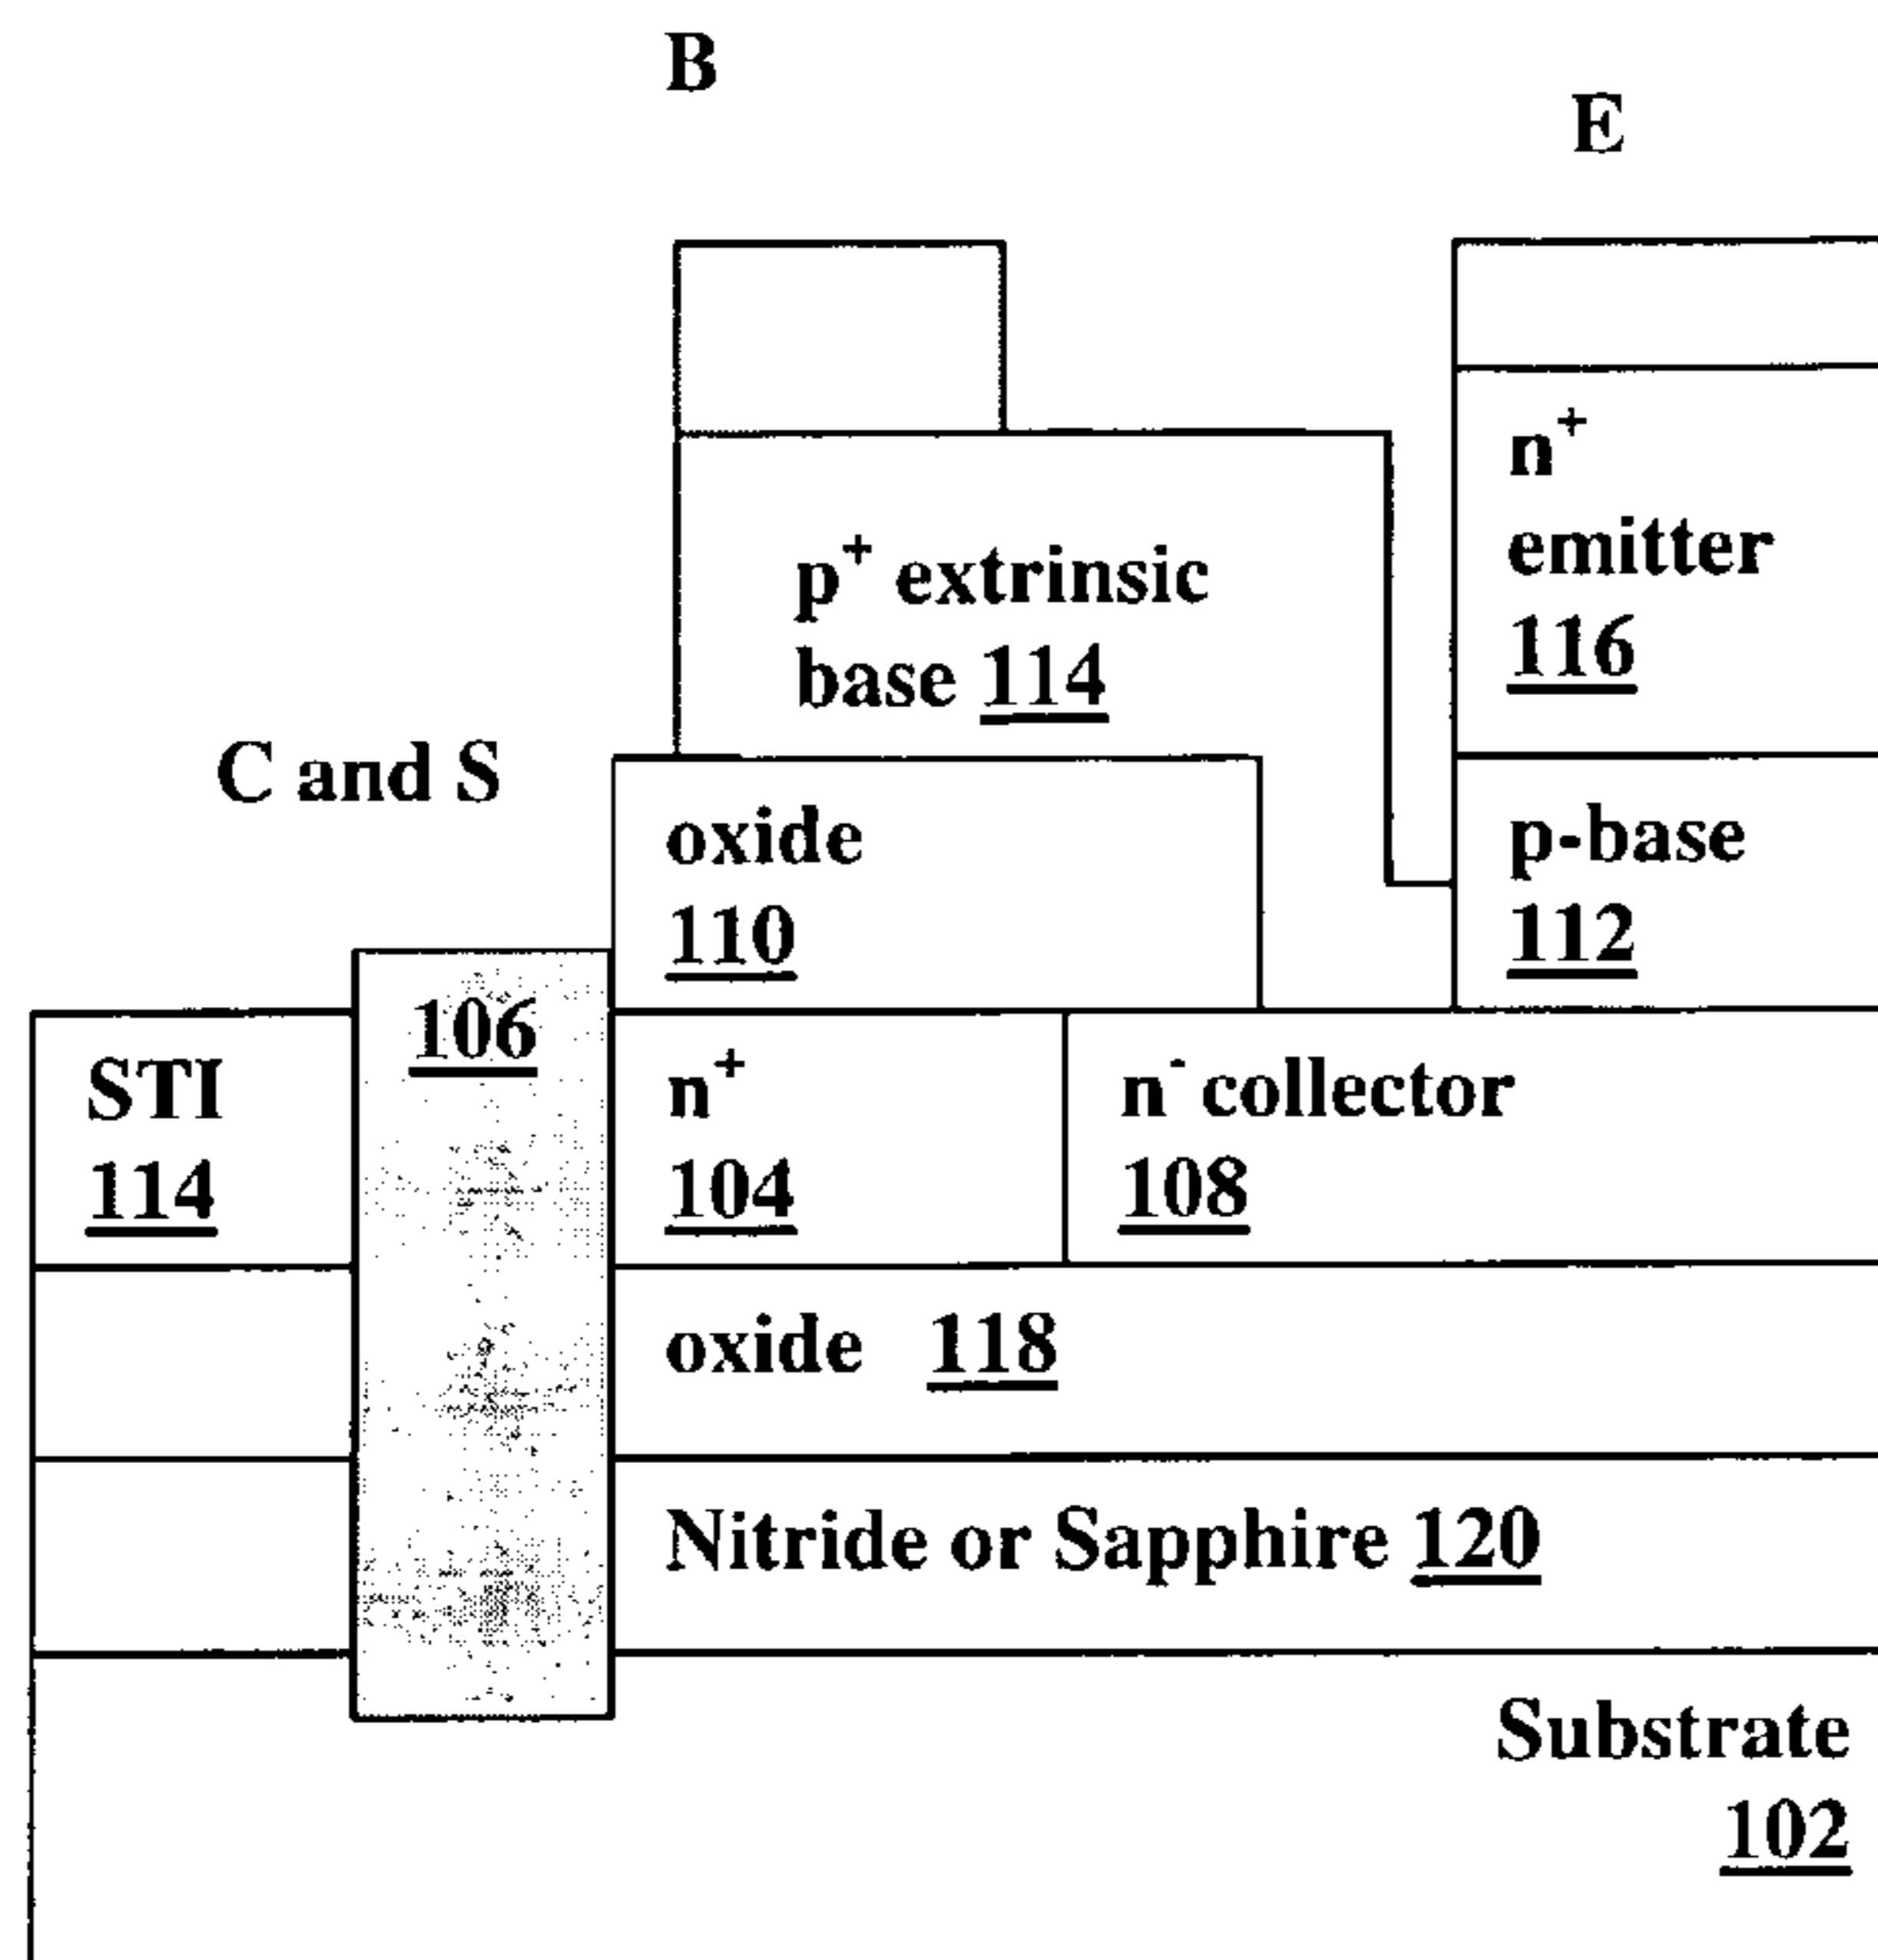 B
E
n⁺
emitter
116
p⁺ extrinsic
base 114
C and S
oxide
110
p-base
112
106
STI
114
n⁺
104
n⁻ collector
108
oxide 118
Nitride or Sapphire 120
Substrate
102